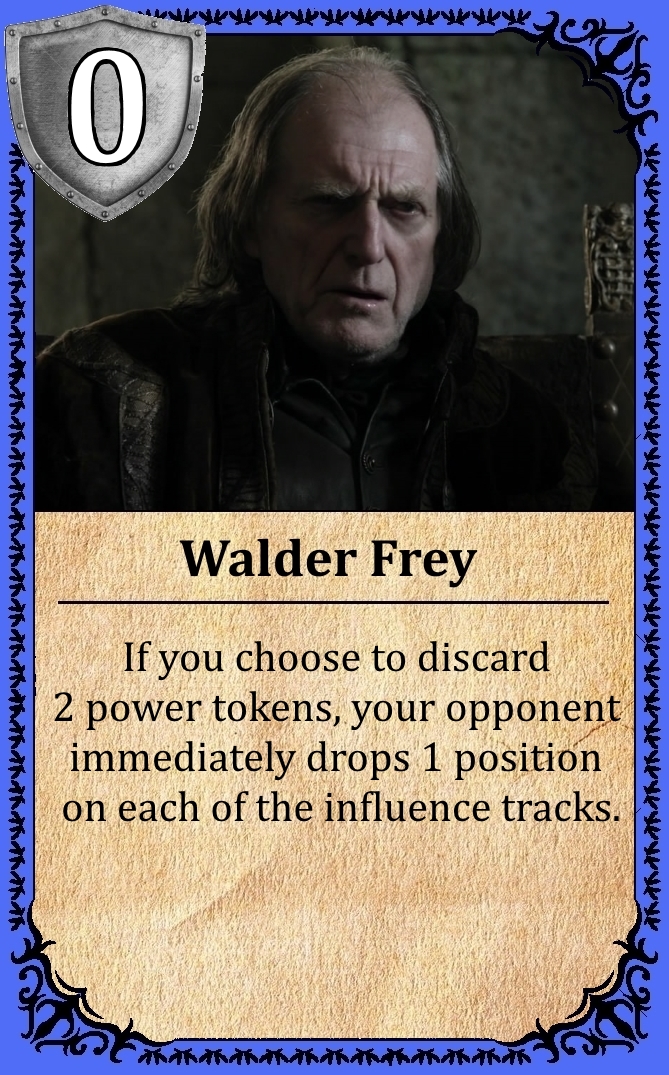 0
Walder Frey
If you choose to discard
2 power tokens, your opponent
immediately drops 1 position
on each of the influence tracks.